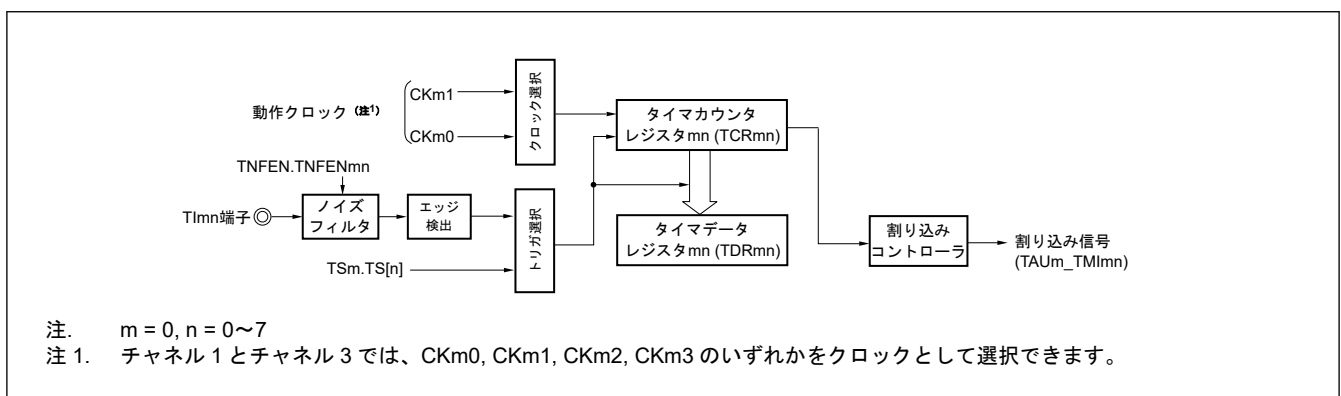 動作クロック (注1)
CKm1
CKm0
クロック選択
タイマカウンタ
レジスタmn (TCRmn)
TNFEN.TNFENmn
TImn端子
ノイズ
フィルタ
エッジ
検出
トリガ選択
TSm.TS[n]
タイマデータ
レジスタmn (TDRmn)
割り込み
コントローラ
割り込み信号
(TAUm_TMImn)
注. m = 0, n = 0〜7
注 1. チャネル 1 とチャネル 3 では、CKm0, CKm1, CKm2, CKm3 のいずれかをクロックとして選択できます。